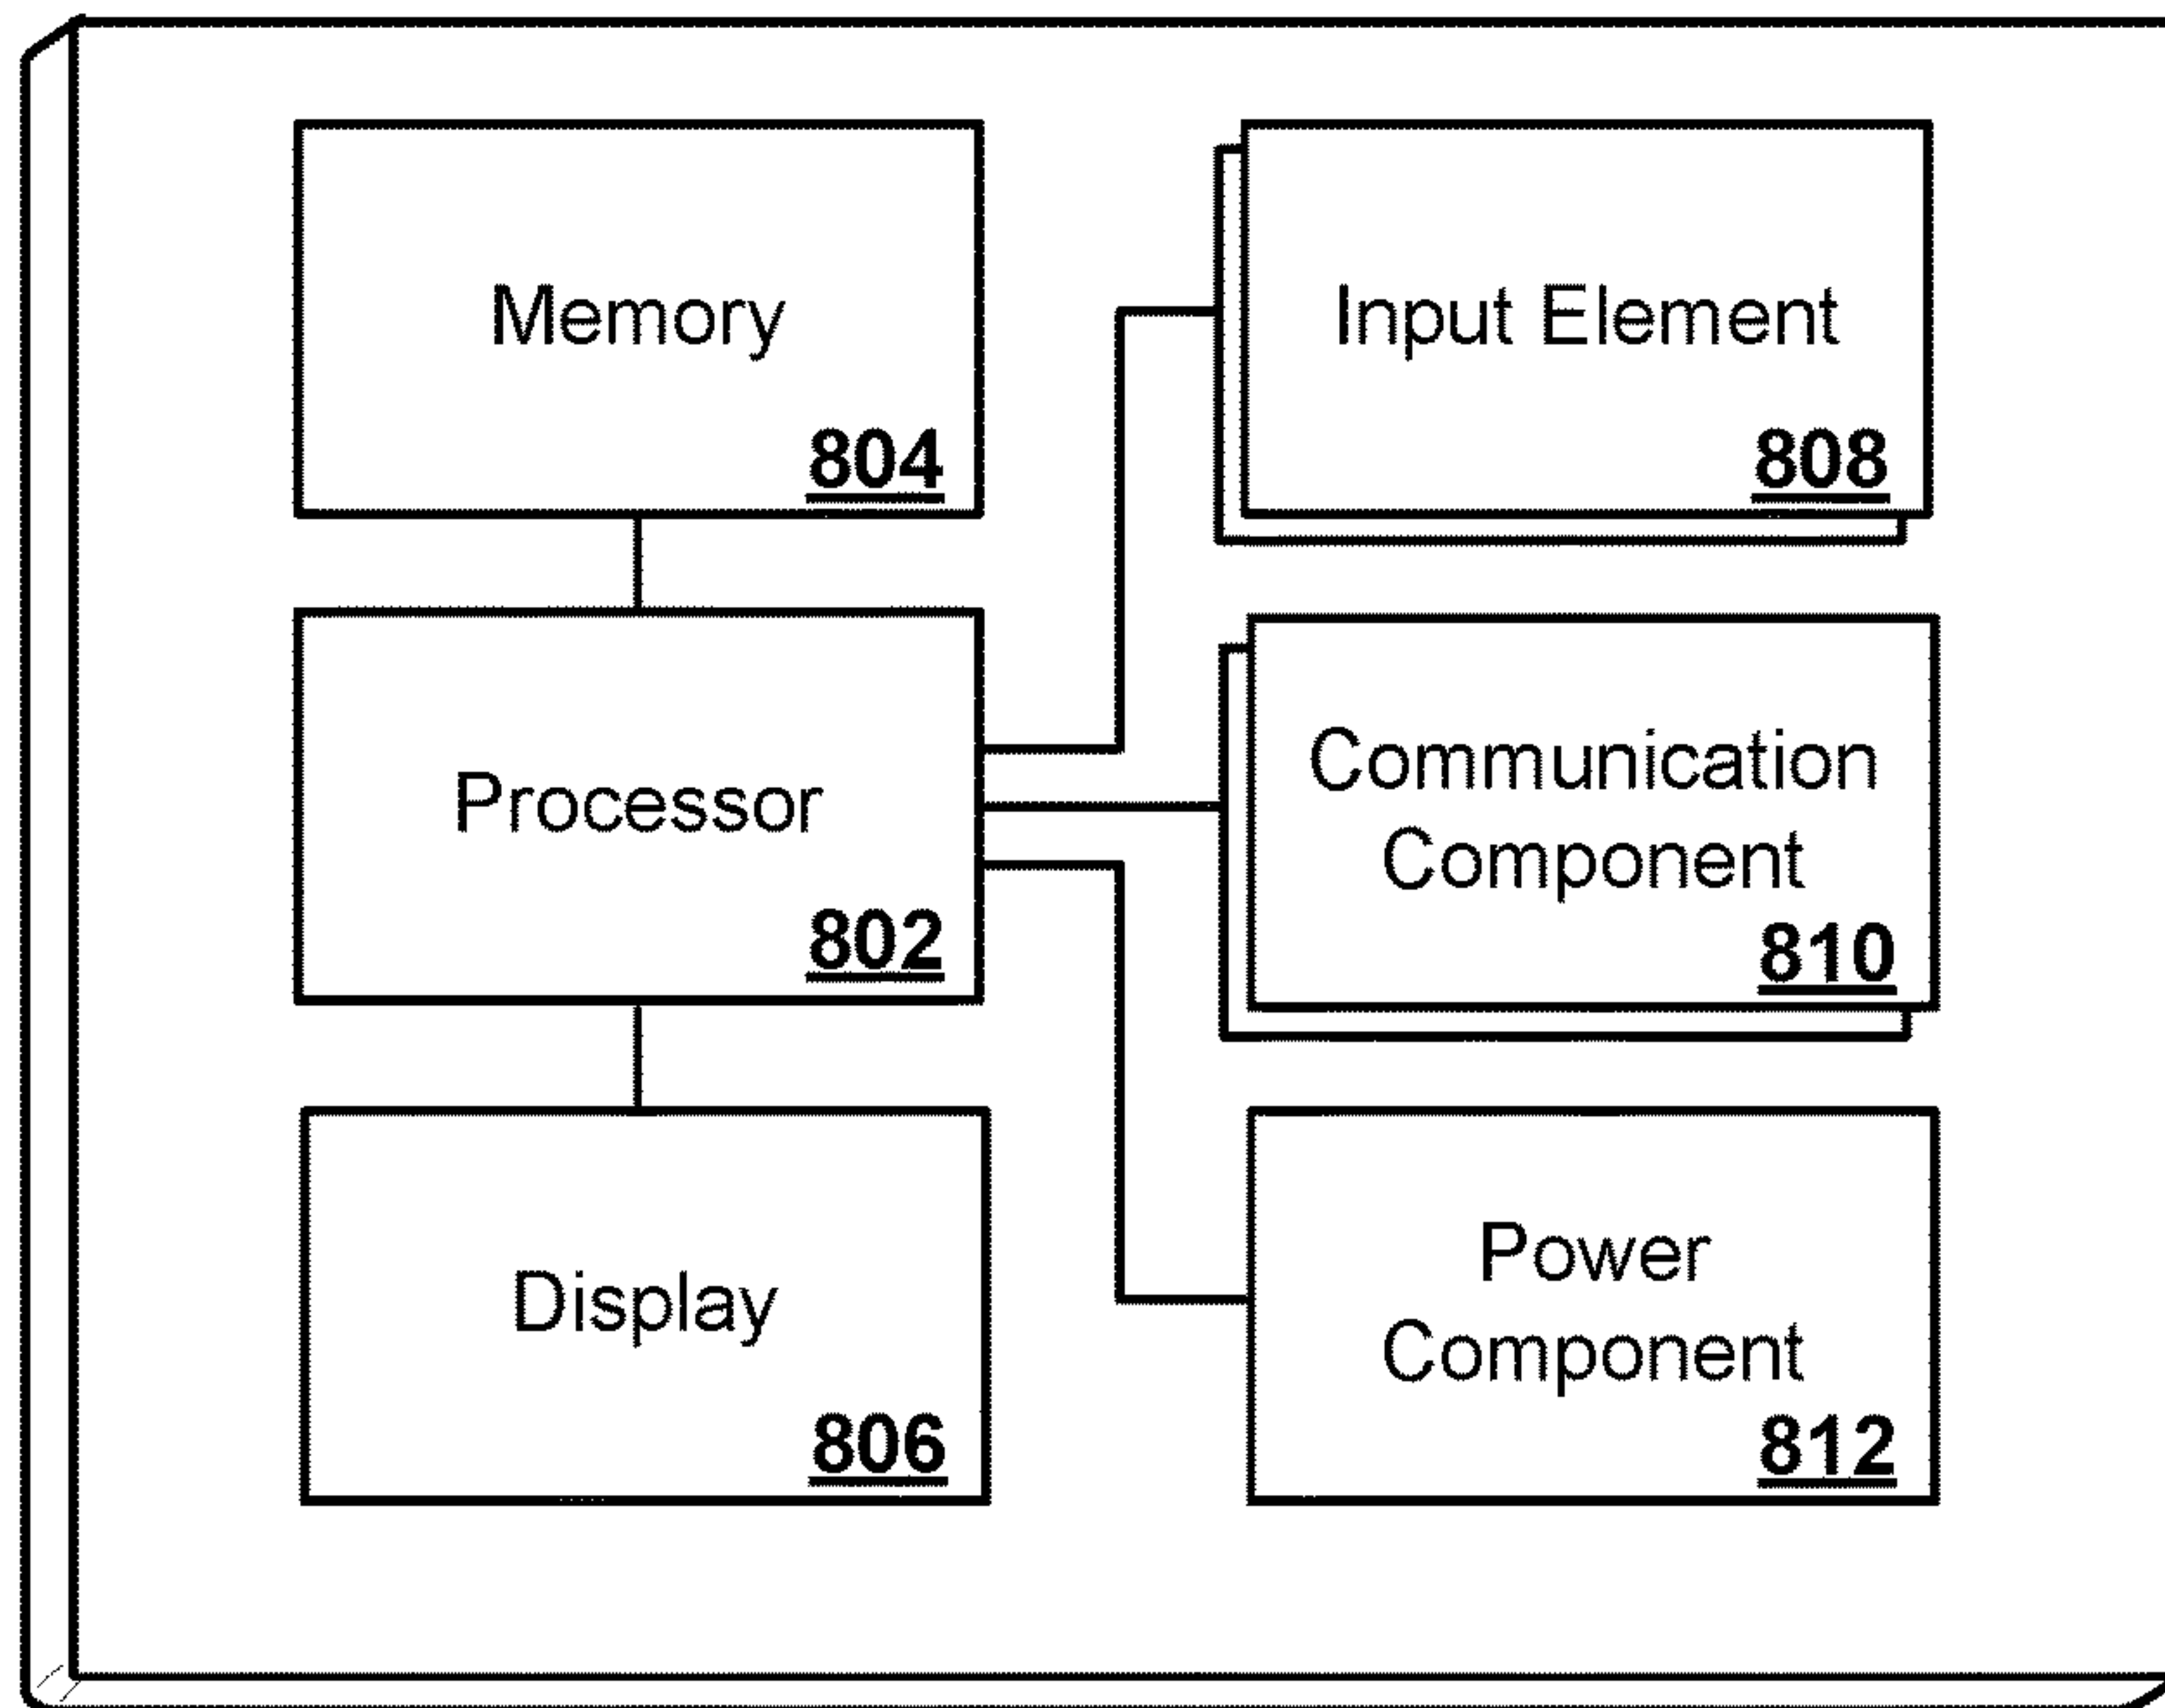 Memory
804
Input Element
808
Processor
802
Communication
Component
810
Display
806
Power
Component
812